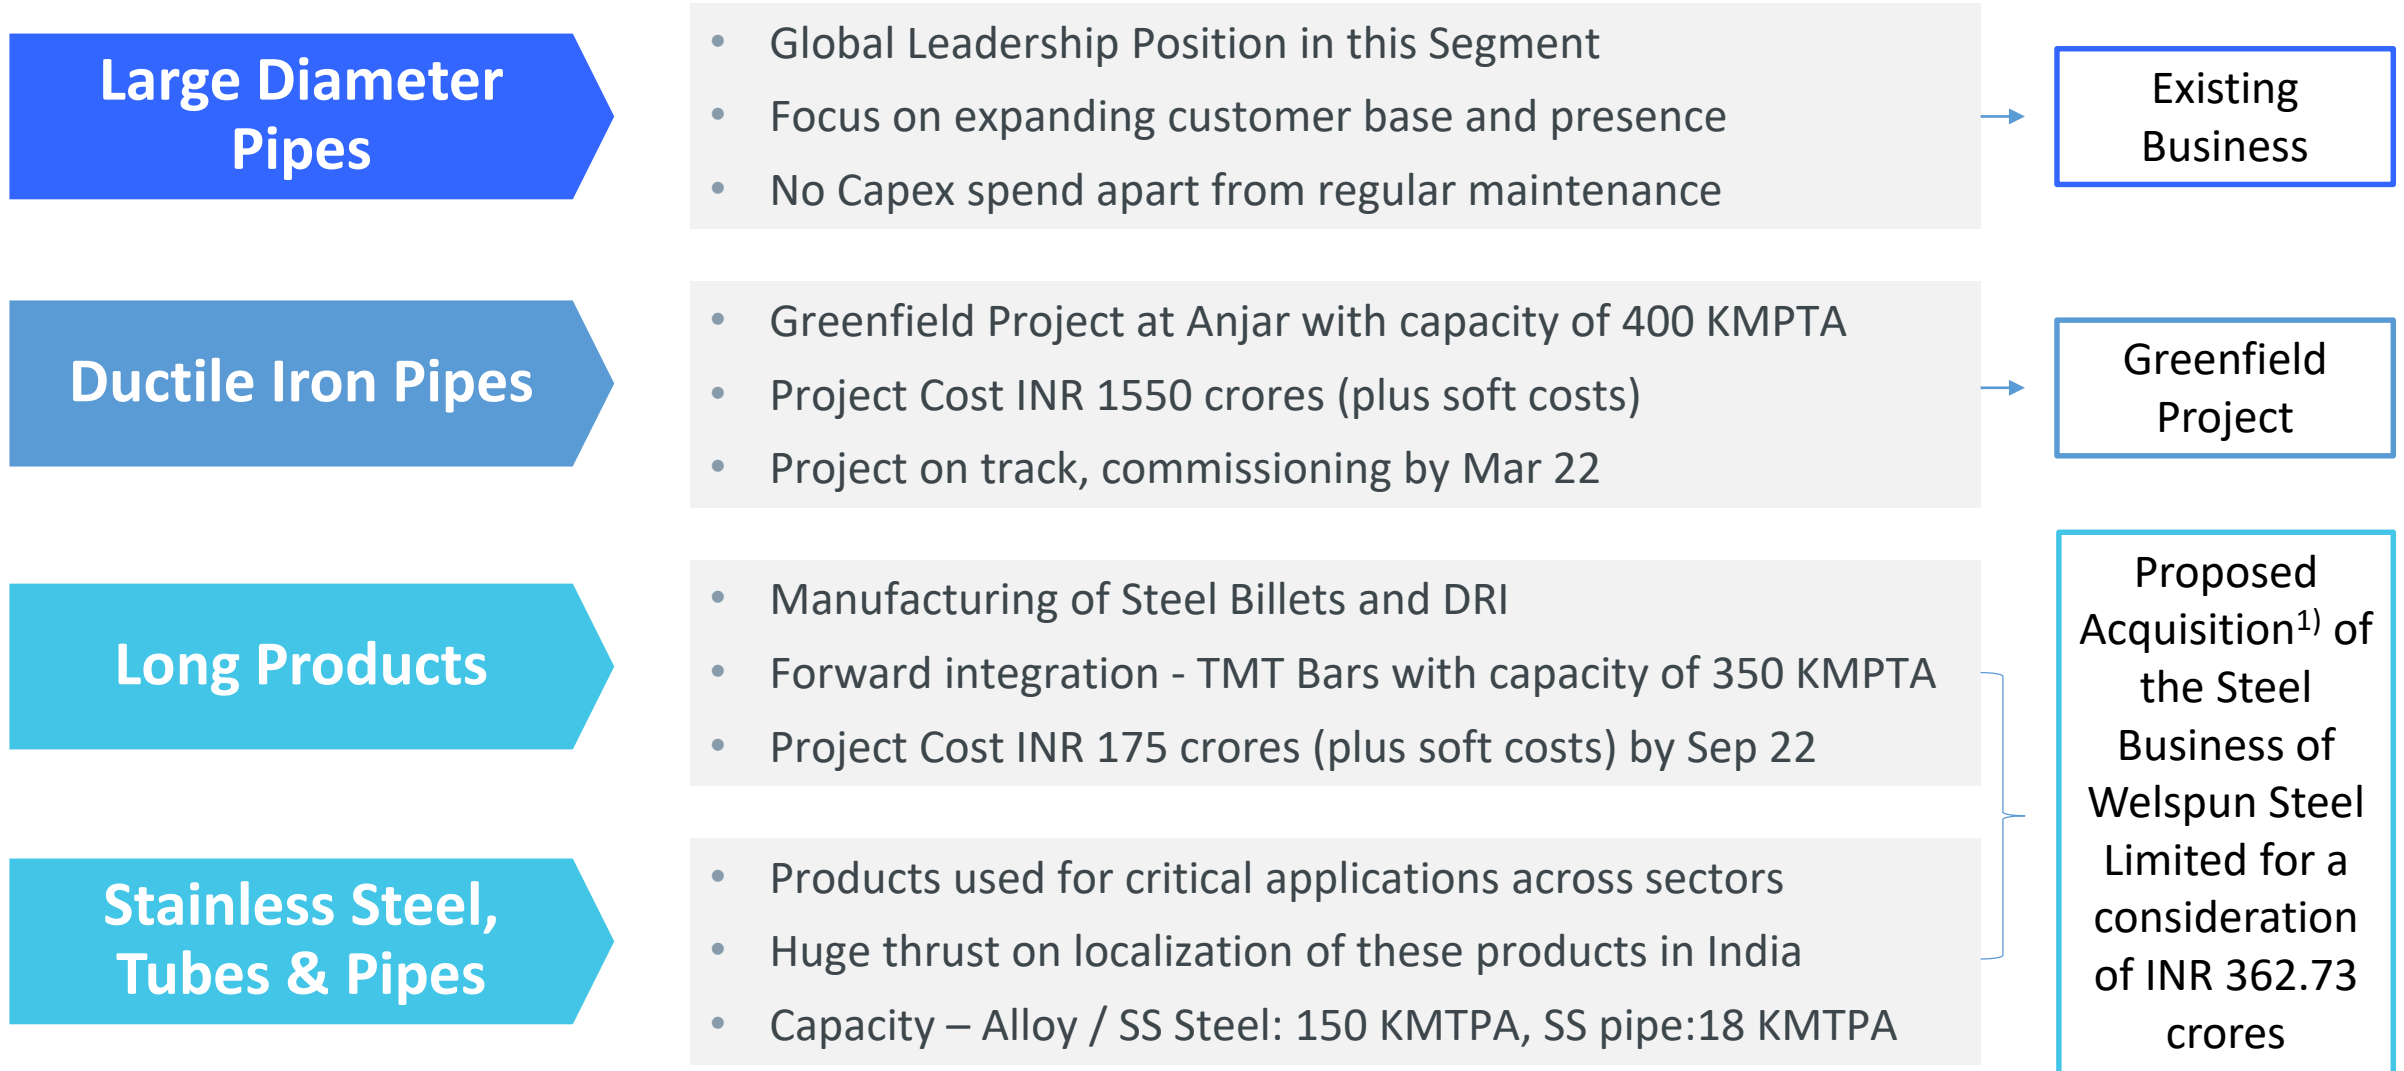 Large Diameter
Pipes
• Global Leadership Position in this Segment
• Focus on expanding customer base and presence
• No Capex spend apart from regular maintenance
Existing
Business
Ductile Iron Pipes
• Greenfield Project at Anjar with capacity of 400 KMPTA
• Project Cost INR 1550 crores (plus soft costs)
• Project on track, commissioning by Mar 22
Greenfield
Project
Long Products
• Manufacturing of Steel Billets and DRI
• Forward integration - TMT Bars with capacity of 350 KMPTA
• Project Cost INR 175 crores (plus soft costs) by Sep 22
Stainless Steel,
Tubes & Pipes
• Products used for critical applications across sectors
• Huge thrust on localization of these products in India
• Capacity – Alloy / SS Steel: 150 KMTPA, SS pipe:18 KMTPA
Proposed
Acquisition1) of
the Steel
Business of
Welspun Steel
Limited for a
consideration
of INR 362.73
crores